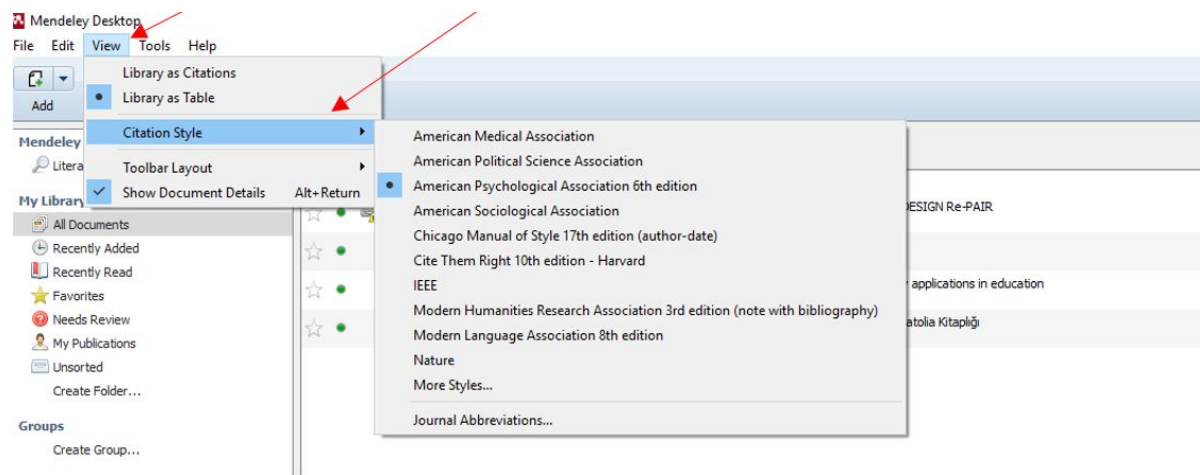 Mendeley Desktop
File Edit View Tools Help
Add
Library as Citations
Library as Table
Citation Style
Toolbar Layout
Show Document Details Alt+Return
American Medical Association
American Political Science Association
American Psychological Association 6th edition
American Sociological Association
Chicago Manual of Style 17th edition (author-date)
Cite Them Right 10th edition - Harvard
IEEE
Modern Humanities Research Association 3rd edition (note with bibliography)
Modern Language Association 8th edition
Nature
More Styles...
Journal Abbreviations...
Mendeley
Litera
My Library
All Documents
Recently Added
Recently Read
Favorites
Needs Review
My Publications
Unsorted
Create Folder...
Groups
Create Group...
ESIGN Re-PAIR
applications in education
atolia Kitaplığı